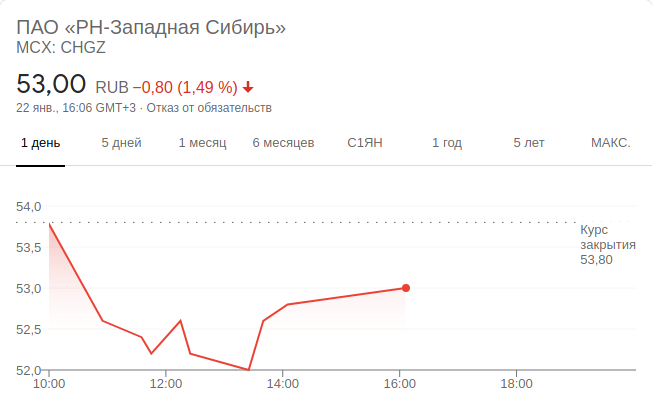 ПАО «РН-Западная Сибирь»
MCX: CHGZ
53,00 RUB −0,80 (1,49 %)
22 янв., 16:06 GMT+3 · Отказ от обязательств
1 день 5 дней 1 месяц 6 месяцев С1ЯН 1 год 5 лет МАКС.
54,0
Курс
закрытия
53,80
53,5
53,0
52,5
52,0
10:00 12:00 14:00 16:00 18:00